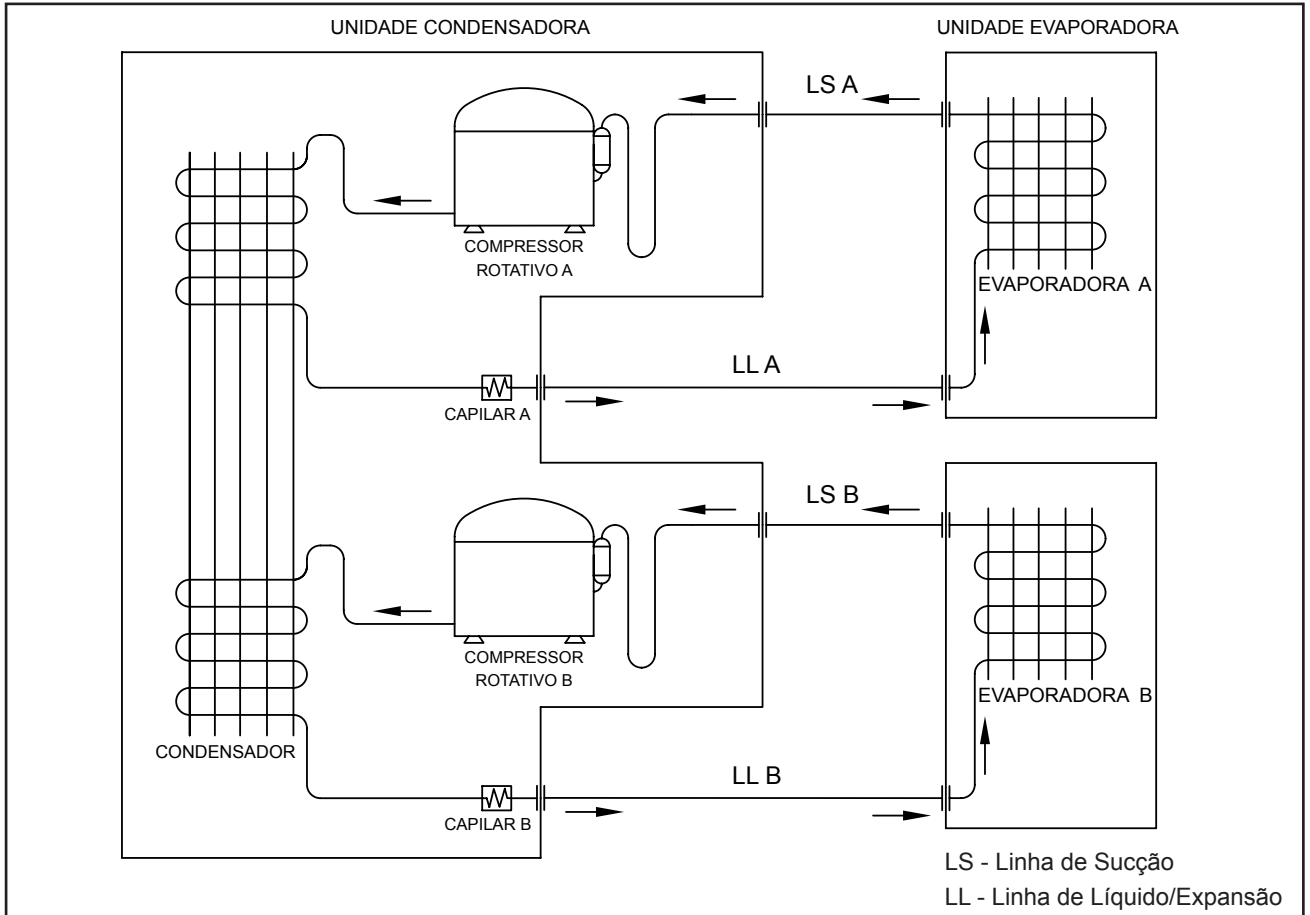 UNIDADE CONDENSADORA
UNIDADE EVAPORADORA
LS A
COMPRESSOR
ROTATIVO A
EVAPORADORA A
LL A
CAPILAR A
LS B
COMPRESSOR
ROTATIVO B
EVAPORADORA B
CONDENSADOR
LL B
CAPILAR B
LS - Linha de Sucção
LL - Linha de Líquido/Expansão